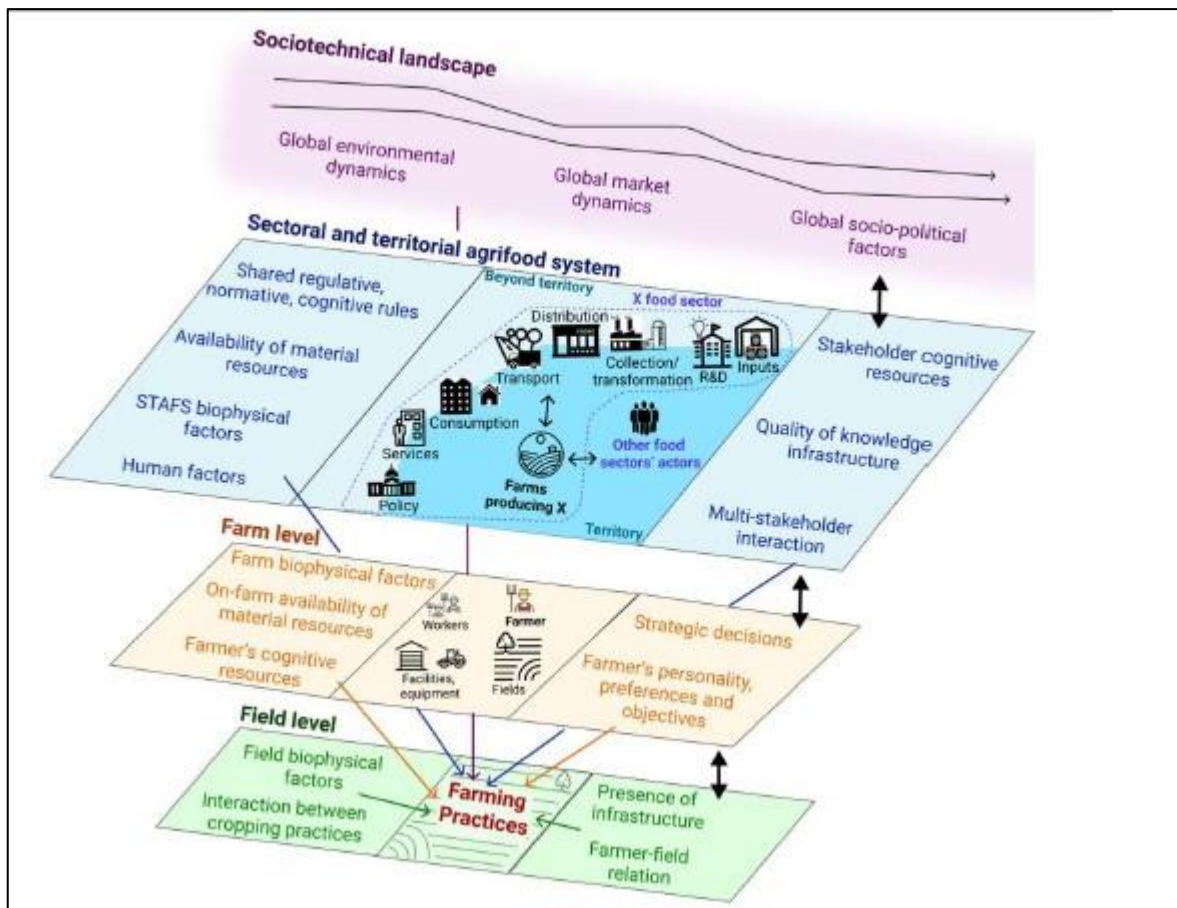 Sociotechnical landscape
Global environmental
dynamics
Global market
dynamics
Global socio-political
factors
Sectoral and territorial agrifood system
Shared regulative,
normative, cognitive rules
Availability of material
resources
STAFS biophysical
factors
Human factors
Beyond territory
X food sector
Distribution
Transport
Collection/
transformation
R&D
Inputs
Consumption
Services
Policy
Farms
producing X
Other food
sectors' actors
Territory
Stakeholder cognitive
resources
Quality of knowledge
infrastructure
Multi-stakeholder
interaction
Farm level
Farm biophysical factors
On-farm availability of
material resources
Farmer's cognitive
resources
Workers
Farmer
Facilities,
equipment
Fields
Strategic decisions
Farmer's personality,
preferences and
objectives
Field level
Field biophysical
factors
Interaction between
cropping practices
Farming
Practices
Presence of
infrastructure
Farmer-field
relation